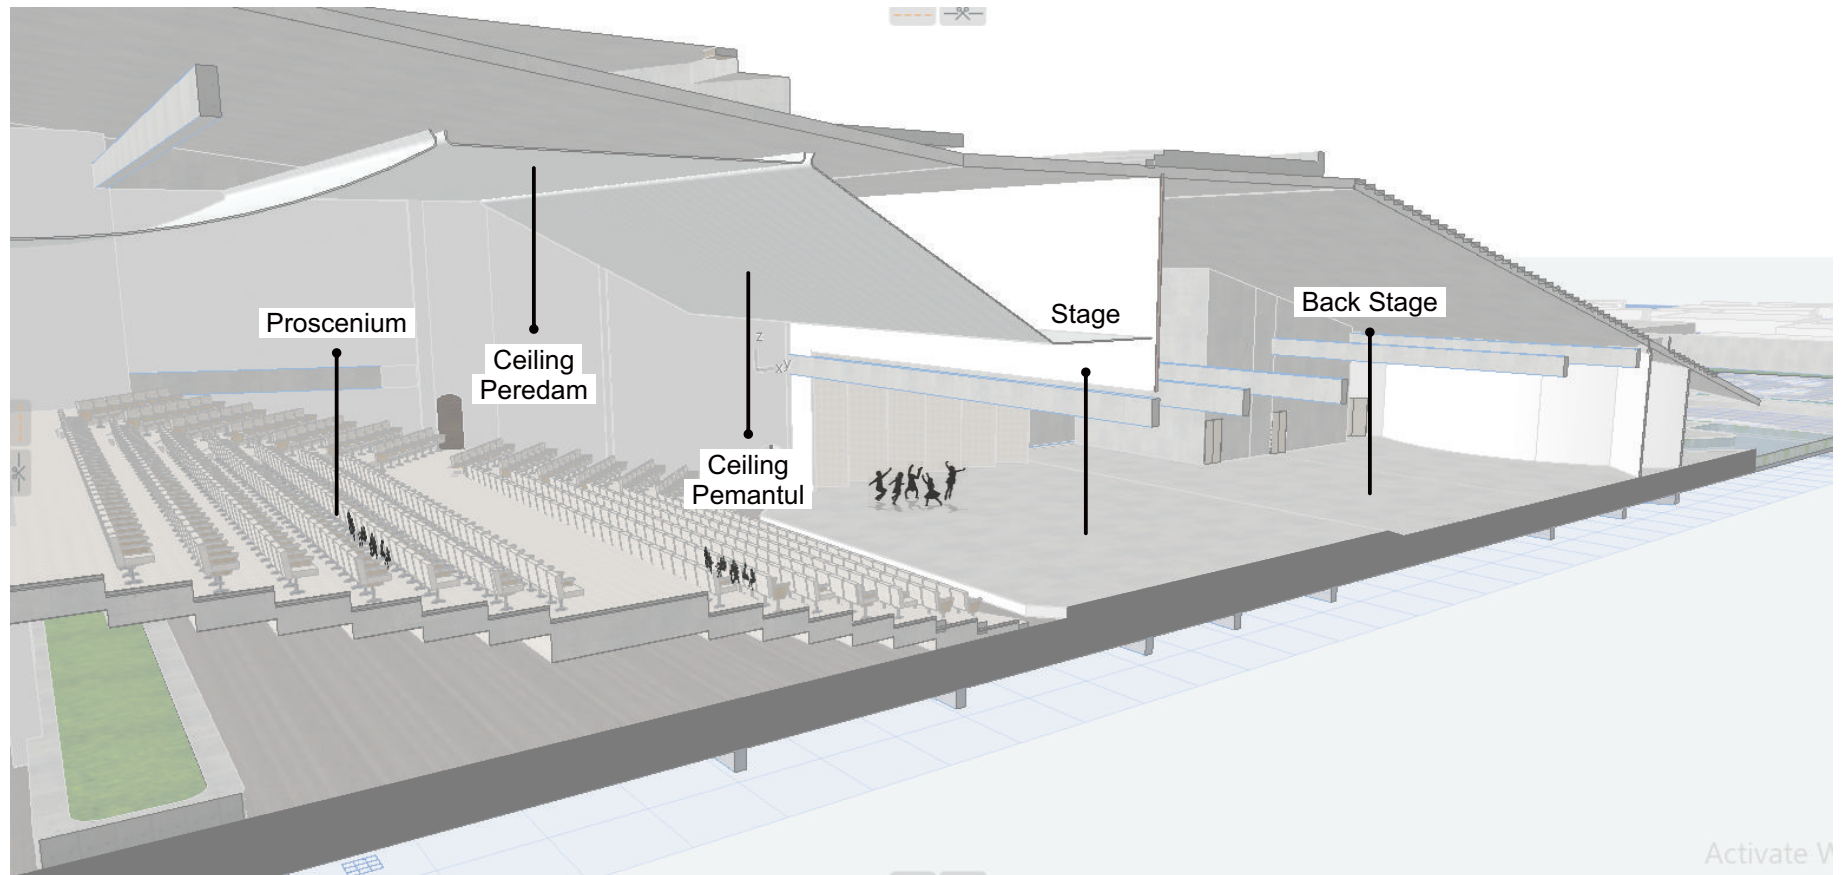 Proscenium
Ceiling
Peredam
Ceiling
Pemantul
Stage
Back Stage
z
x
y
Activate